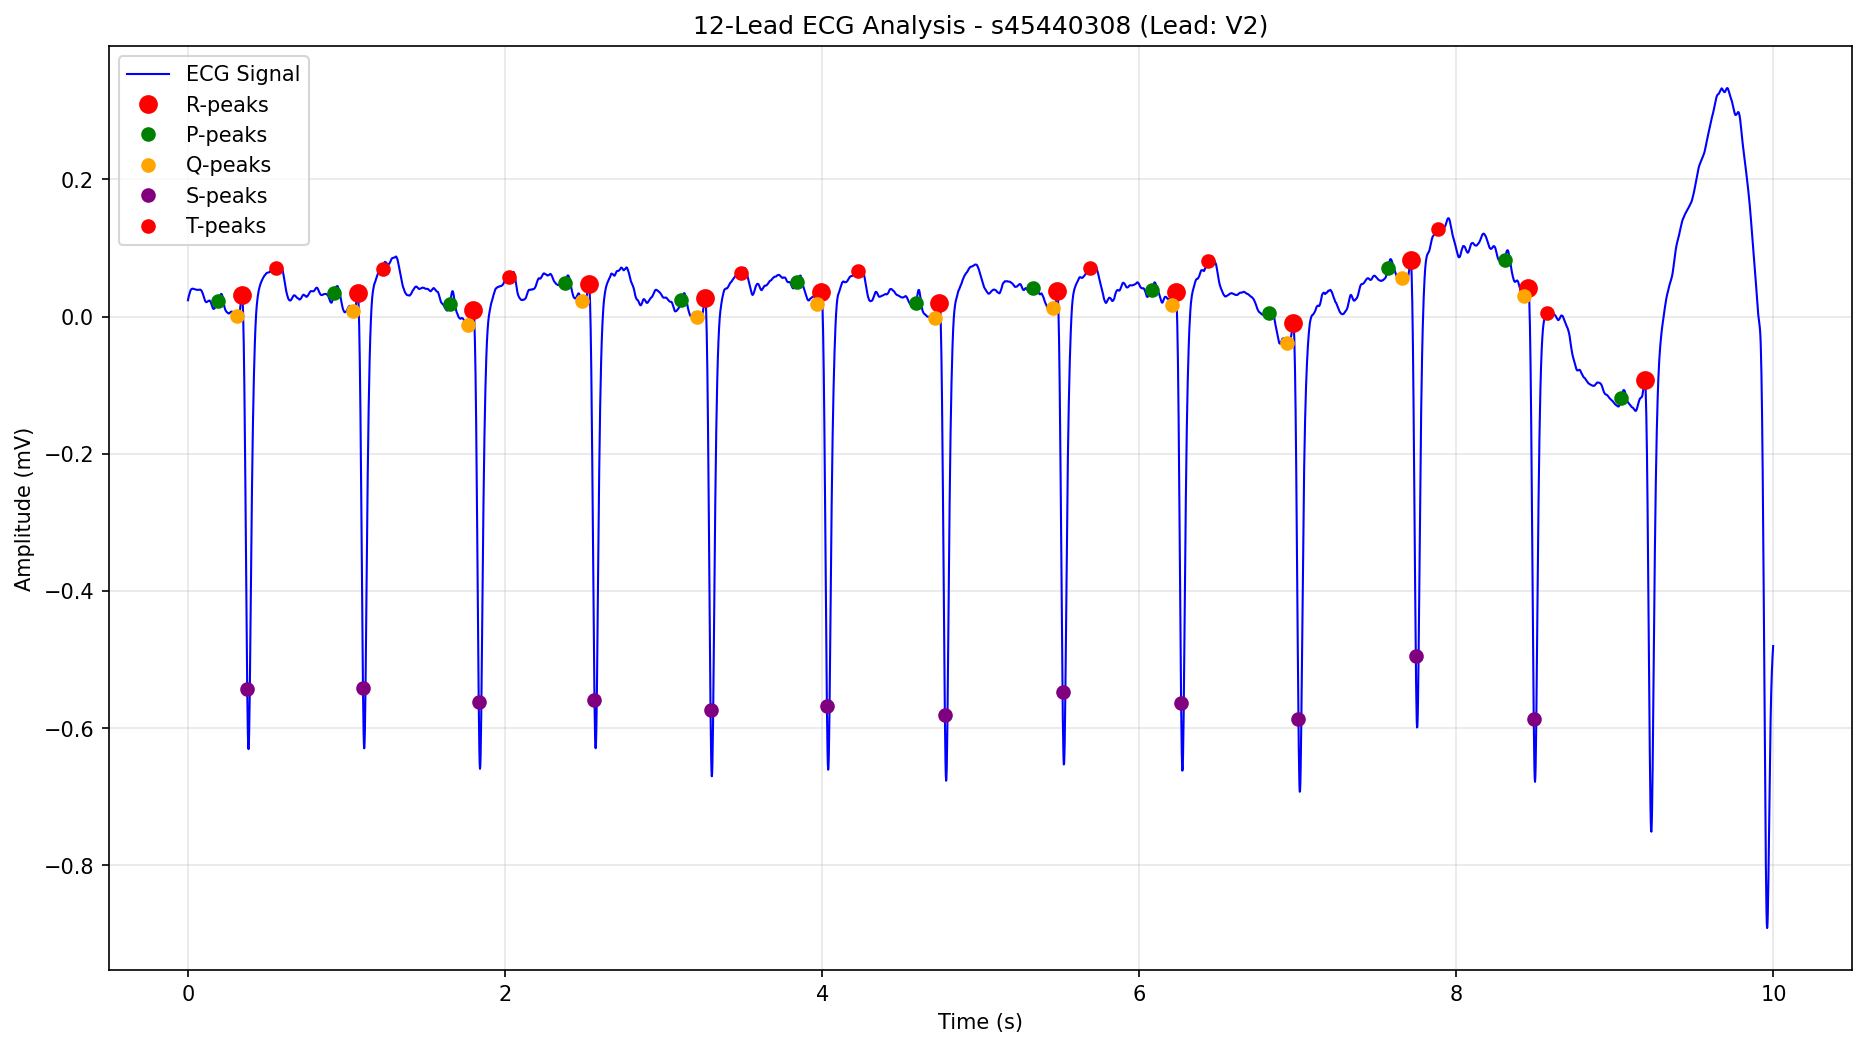 12-Lead ECG Analysis - s45440308 (Lead: V2)
ECG Signal
R-peaks
P-peaks
Q-peaks
S-peaks
T-peaks
Amplitude (mV)
0.2
0.0
−0.2
−0.4
−0.6
−0.8
0 2 4 6 8 10
Time (s)